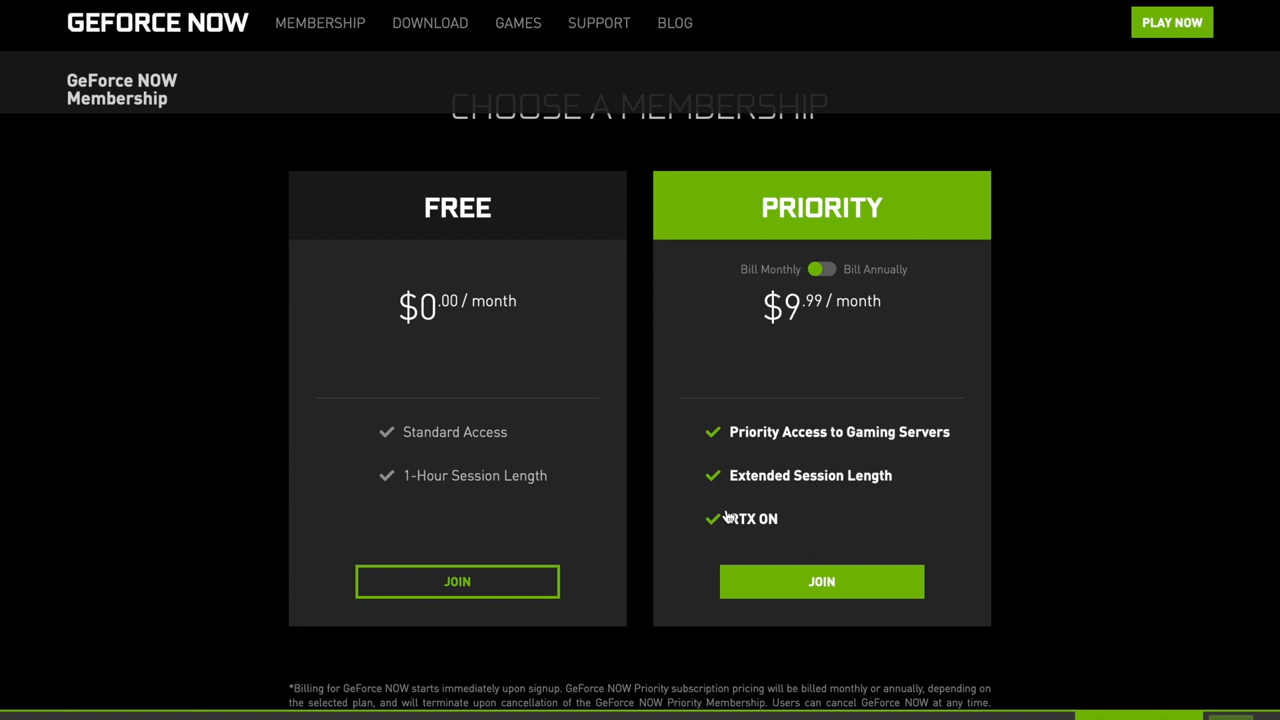 GEFORCE NOW MEMBERSHIP DOWNLOAD GAMES SUPPORT BLOG PLAY NOW
GeForce NOW
Membership
CHOOSE A MEMBERSHIP
FREE
$0.00 / month
Standard Access
1-Hour Session Length
JOIN
PRIORITY
Bill Monthly Bill Annually
$9.99 / month
Priority Access to Gaming Servers
Extended Session Length
RTX ON
JOIN
*Billing for GeForce NOW starts immediately upon signup. GeForce NOW Priority subscription pricing will be billed monthly or annually, depending on
the selected plan, and will terminate upon cancellation of the GeForce NOW Priority Membership. Users can cancel GeForce NOW at any time.